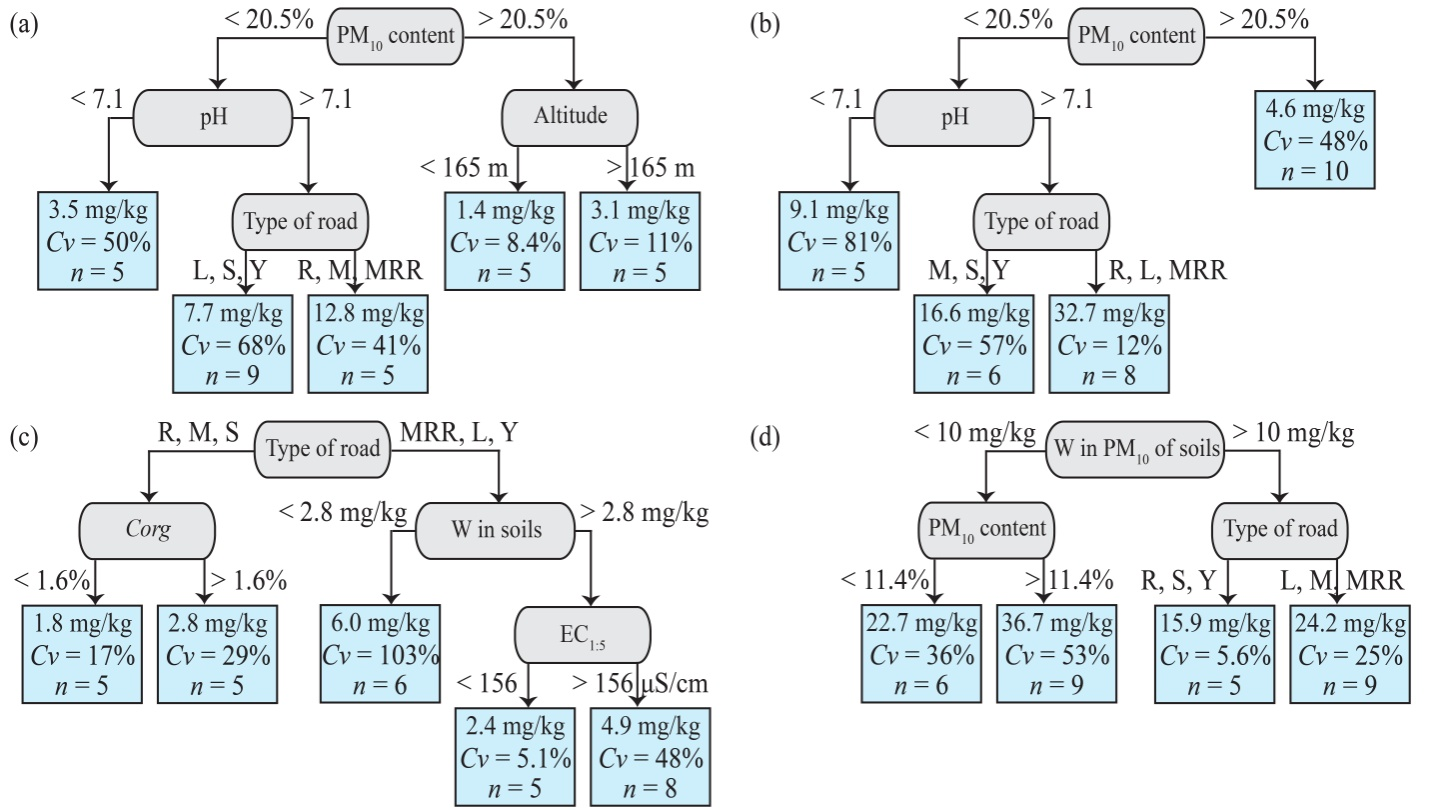 (a)
< 20.5%
PM₁₀ content
> 20.5%
< 7.1
pH
> 7.1
Altitude
< 165 m
> 165 m
3.5 mg/kg
Cv = 50%
n = 5
Type of road
1.4 mg/kg
Cv = 8.4%
n = 5
3.1 mg/kg
Cv = 11%
n = 5
L, S, Y
R, M, MRR
7.7 mg/kg
Cv = 68%
n = 9
12.8 mg/kg
Cv = 41%
n = 5
(b)
< 20.5%
PM₁₀ content
> 20.5%
< 7.1
pH
> 7.1
4.6 mg/kg
Cv = 48%
n = 10
9.1 mg/kg
Cv = 81%
n = 5
Type of road
M, S, Y
R, L, MRR
16.6 mg/kg
Cv = 57%
n = 6
32.7 mg/kg
Cv = 12%
n = 8
(c)
R, M, S
Type of road
MRR, L, Y
Corg
< 2.8 mg/kg
W in soils
> 2.8 mg/kg
< 1.6%
> 1.6%
1.8 mg/kg
Cv = 17%
n = 5
2.8 mg/kg
Cv = 29%
n = 5
6.0 mg/kg
Cv = 103%
n = 6
EC₁:₅
< 156
> 156 μS/cm
2.4 mg/kg
Cv = 5.1%
n = 5
4.9 mg/kg
Cv = 48%
n = 8
(d)
< 10 mg/kg
W in PM₁₀ of soils
> 10 mg/kg
PM₁₀ content
Type of road
< 11.4%
> 11.4%
R, S, Y
L, M, MRR
22.7 mg/kg
Cv = 36%
n = 6
36.7 mg/kg
Cv = 53%
n = 9
15.9 mg/kg
Cv = 5.6%
n = 5
24.2 mg/kg
Cv = 25%
n = 9